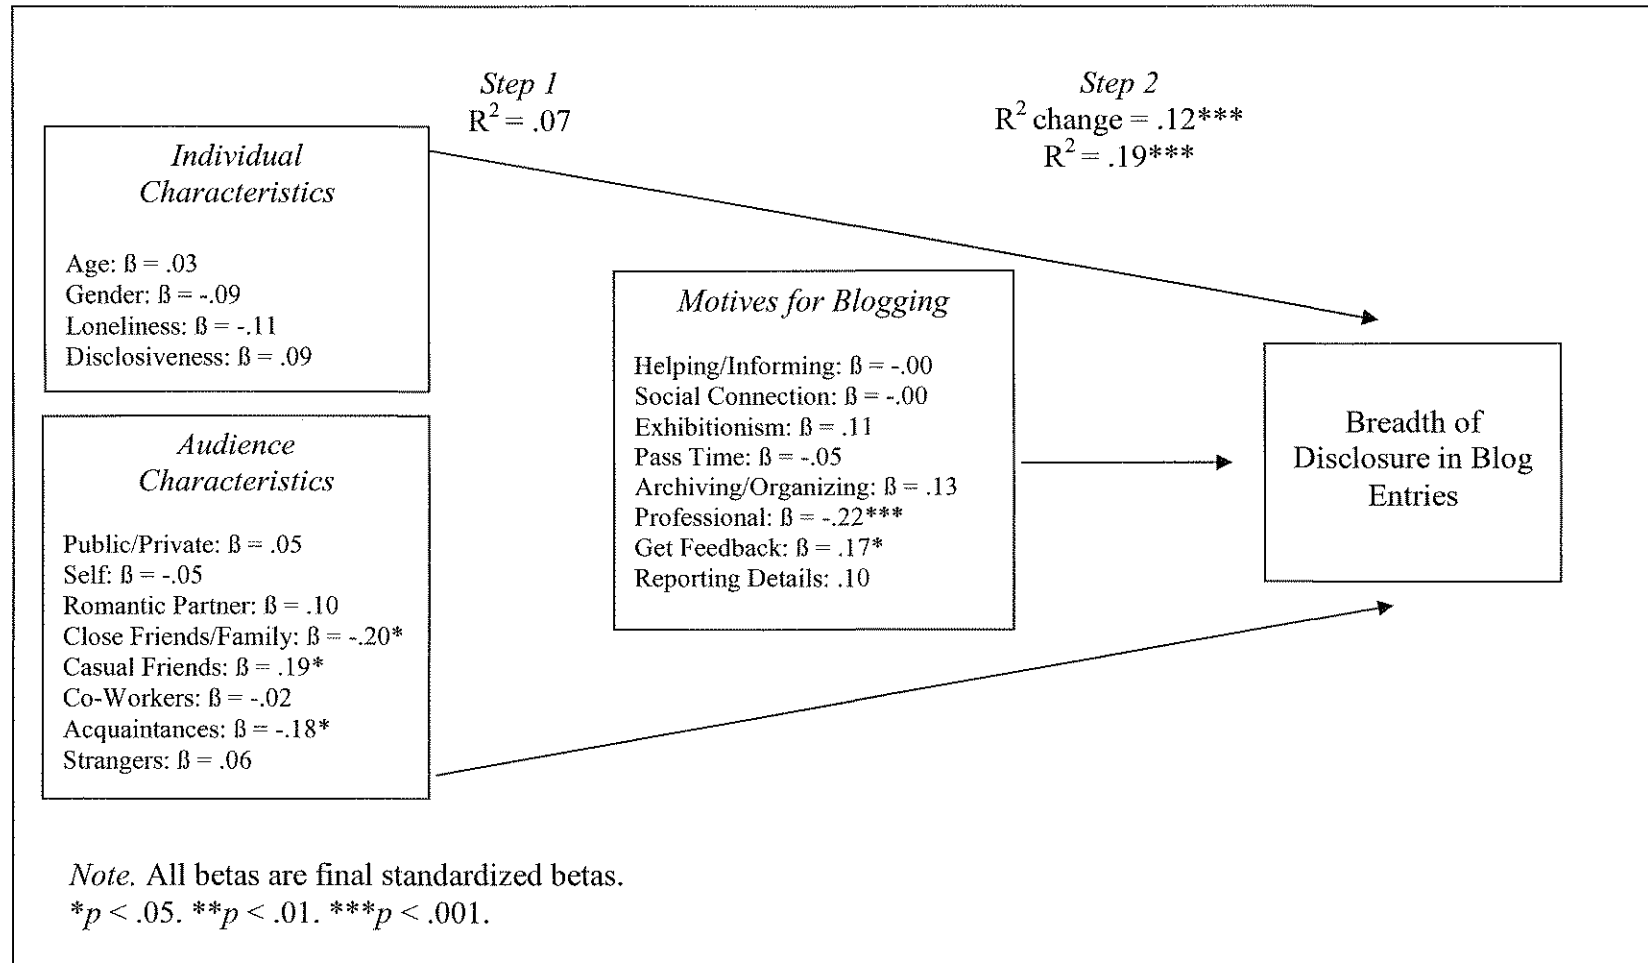 Step 1
R² = .07
Step 2
R² change = .12***
R² = .19***
Individual
Characteristics
Age: ß = .03
Gender: ß = -.09
Loneliness: ß = -.11
Disclosiveness: ß = .09
Audience
Characteristics
Public/Private: ß = .05
Self: ß = -.05
Romantic Partner: ß = .10
Close Friends/Family: ß = -.20*
Casual Friends: ß = .19*
Co-Workers: ß = -.02
Acquaintances: ß = -.18*
Strangers: ß = .06
Motives for Blogging
Helping/Informing: ß = -.00
Social Connection: ß = -.00
Exhibitionism: ß = .11
Pass Time: ß = -.05
Archiving/Organizing: ß = .13
Professional: ß = -.22***
Get Feedback: ß = .17*
Reporting Details: .10
Breadth of
Disclosure in Blog
Entries
Note. All betas are final standardized betas.
*p < .05. **p < .01. ***p < .001.